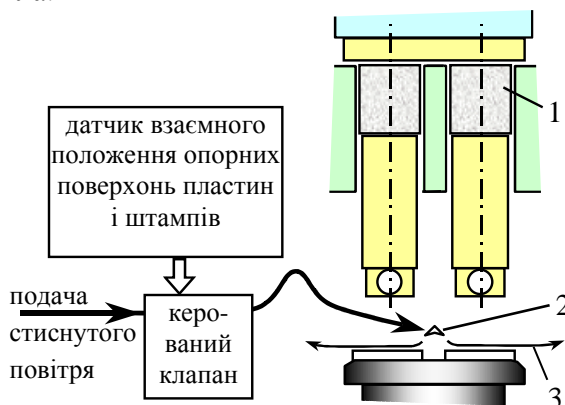 датчик взаємного
положення опорних
поверхонь пластин
і штампів
подача
стиснутого
повітря
керо-
ваний
клапан
1
2
3